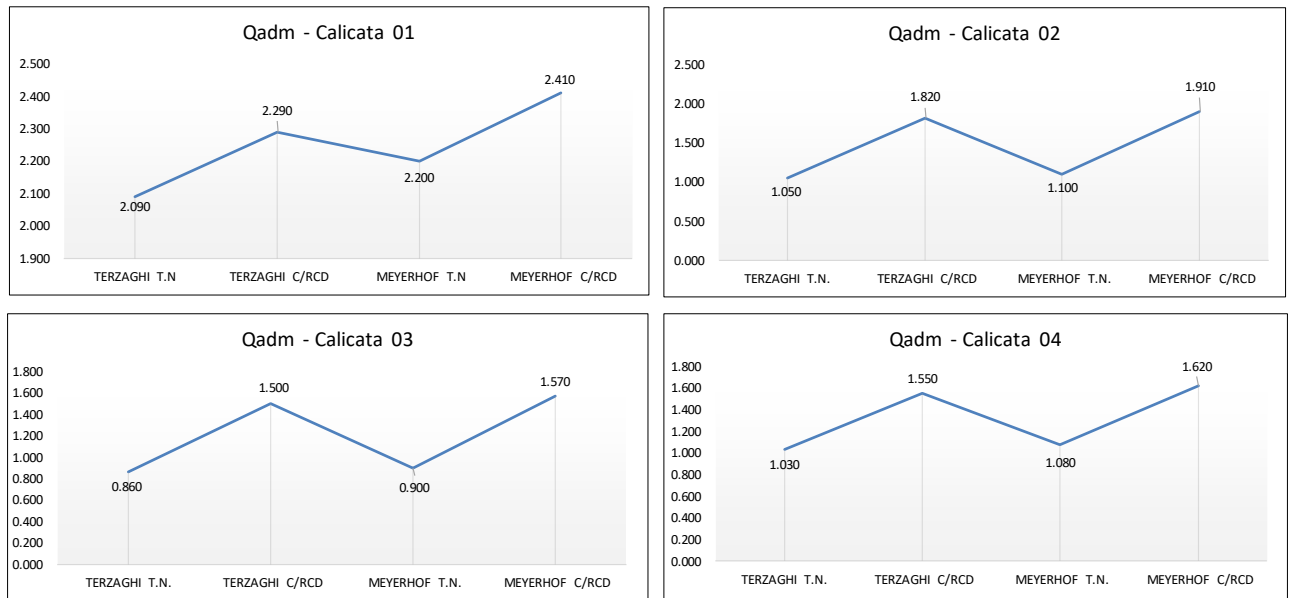 Qadm - Calicata 01
2.500
2.400
2.300
2.200
2.100
2.000
1.900
2.090
2.290
2.200
2.410
TERZAGHI T.N
TERZAGHI C/RCD
MEYERHOF T.N
MEYERHOF C/RCD
Qadm - Calicata 02
2.500
2.000
1.500
1.000
0.500
0.000
1.050
1.820
1.100
1.910
TERZAGHI T.N.
TERZAGHI C/RCD
MEYERHOF T.N.
MEYERHOF C/RCD
Qadm - Calicata 03
1.800
1.600
1.400
1.200
1.000
0.800
0.600
0.400
0.200
0.000
0.860
1.500
0.900
1.570
TERZAGHI T.N.
TERZAGHI C/RCD
MEYERHOF T.N.
MEYERHOF C/RCD
Qadm - Calicata 04
1.800
1.600
1.400
1.200
1.000
0.800
0.600
0.400
0.200
0.000
1.030
1.550
1.080
1.620
TERZAGHI T.N.
TERZAGHI C/RCD
MEYERHOF T.N.
MEYERHOF C/RCD